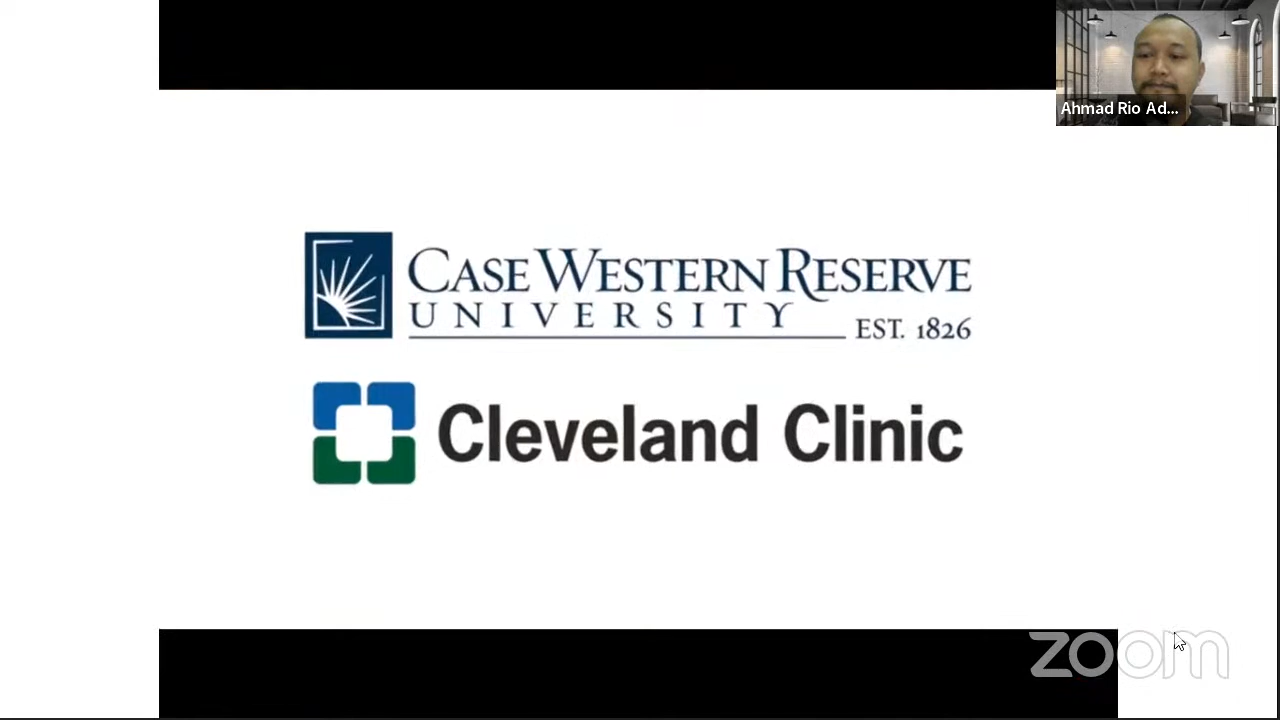 Ahmad Rio Ad...
CASE WESTERN RESERVE
UNIVERSITY
EST. 1826
Cleveland Clinic
zoom